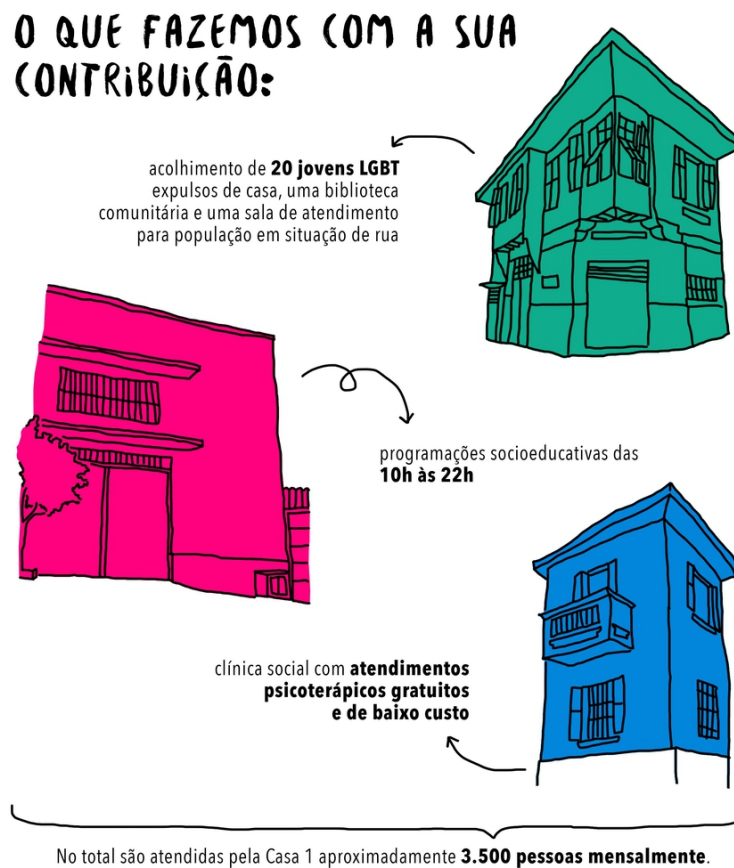 O QUE FAZEMOS COM A SUA
CONTRiBUiÇÃO:
acolhimento de 20 jovens LGBT
expulsos de casa, uma biblioteca
comunitária e uma sala de atendimento
para população em situação de rua
programações socioeducativas das
10h às 22h
clínica social com atendimentos
psicoterápicos gratuitos
e de baixo custo
No total são atendidas pela Casa 1 aproximadamente 3.500 pessoas mensalmente.